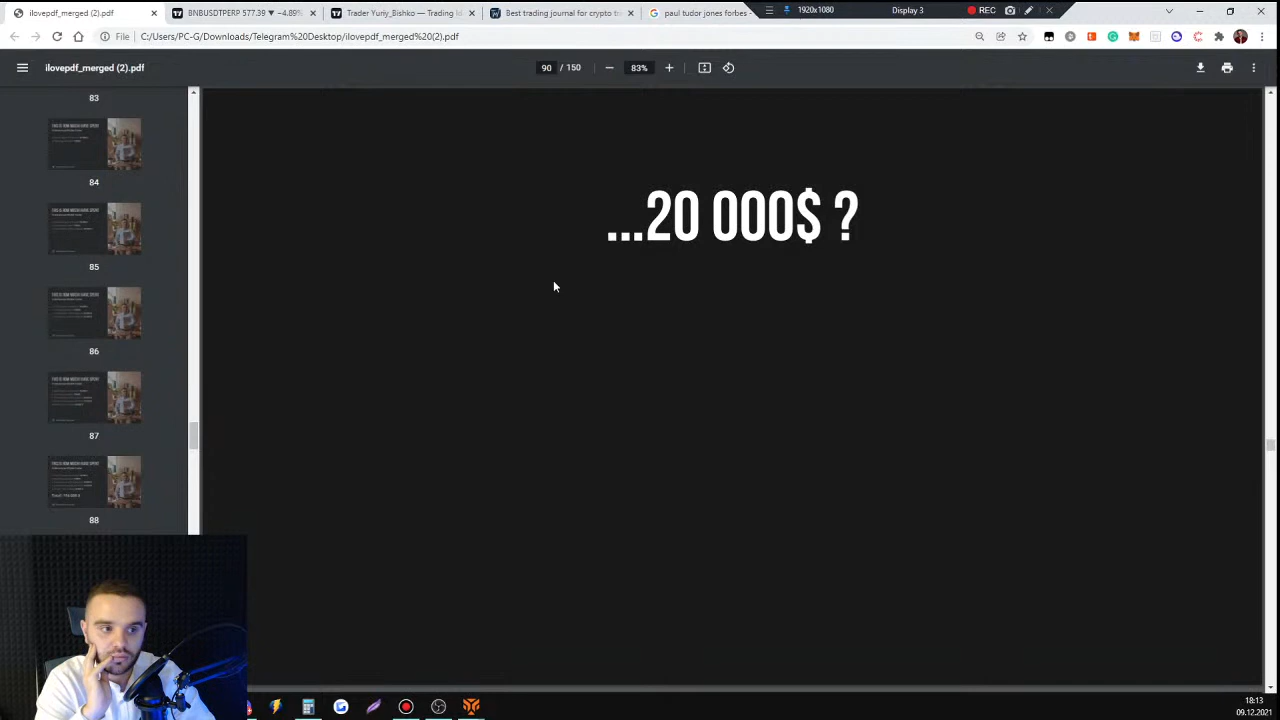 ilovepdf_merged (2).pdf
BNBUSDTPERP 577.39 ▼ −4.89%
Trader Yuriy_Bishko — Trading Id
Best trading journal for crypto tr
paul tudor jones forbes -
1920x1080
Display 3
REC
File
C:/Users/PC-G/Downloads/Telegram%20Desktop/ilovepdf_merged%20(2).pdf
ilovepdf_merged (2).pdf
90 / 150
83%
83
84
85
86
87
88
...20 000$ ?
18:13
09.12.2021